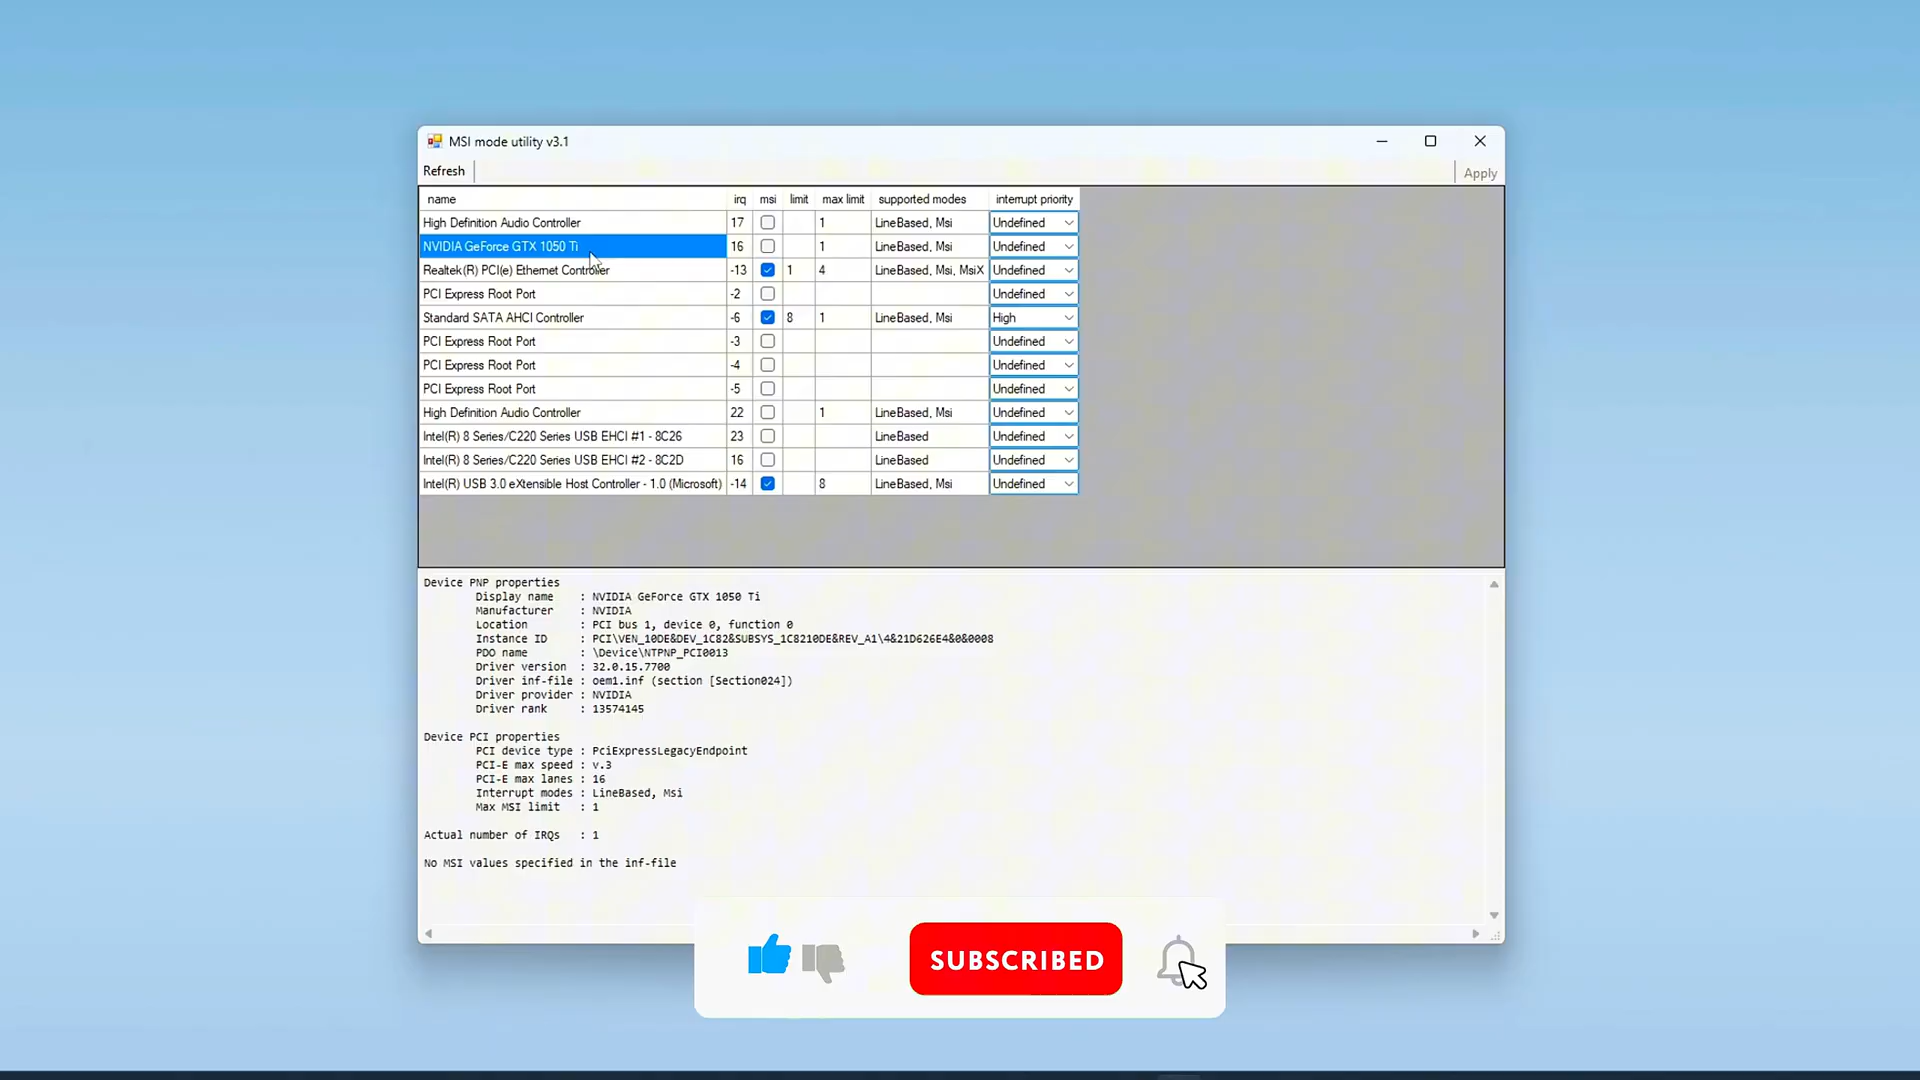 MSI mode utility v3.1
Refresh
Apply
name irq msi limit max limit supported modes interrupt priority
High Definition Audio Controller 17 1 LineBased, Msi Undefined
NVIDIA GeForce GTX 1050 Ti 16 1 LineBased, Msi Undefined
Realtek(R) PCI(e) Ethernet Controller -13 1 4 LineBased, Msi, MsiX Undefined
PCI Express Root Port -2 Undefined
Standard SATA AHCI Controller -6 8 1 LineBased, Msi High
PCI Express Root Port -3 Undefined
PCI Express Root Port -4 Undefined
PCI Express Root Port -5 Undefined
High Definition Audio Controller 22 1 LineBased, Msi Undefined
Intel(R) 8 Series/C220 Series USB EHCI #1 - 8C26 23 LineBased Undefined
Intel(R) 8 Series/C220 Series USB EHCI #2 - 8C2D 16 LineBased Undefined
Intel(R) USB 3.0 eXtensible Host Controller - 1.0 (Microsoft) -14 8 LineBased, Msi Undefined
Device PNP properties
Display name : NVIDIA GeForce GTX 1050 Ti
Manufacturer : NVIDIA
Location : PCI bus 1, device 0, function 0
Instance ID : PCI\VEN_10DE&DEV_1C82&SUBSYS_1C8210DE&REV_A1\4&21D626E4&0&0008
PDO name : \Device\NTPNP_PCI0013
Driver version : 32.0.15.7700
Driver inf-file : oem1.inf (section [Section024])
Driver provider : NVIDIA
Driver rank : 13574145
Device PCI properties
PCI device type : PciExpressLegacyEndpoint
PCI-E max speed : v.3
PCI-E max lanes : 16
Interrupt modes : LineBased, Msi
Max MSI limit : 1
Actual number of IRQs : 1
No MSI values specified in the inf-file
SUBSCRIBED